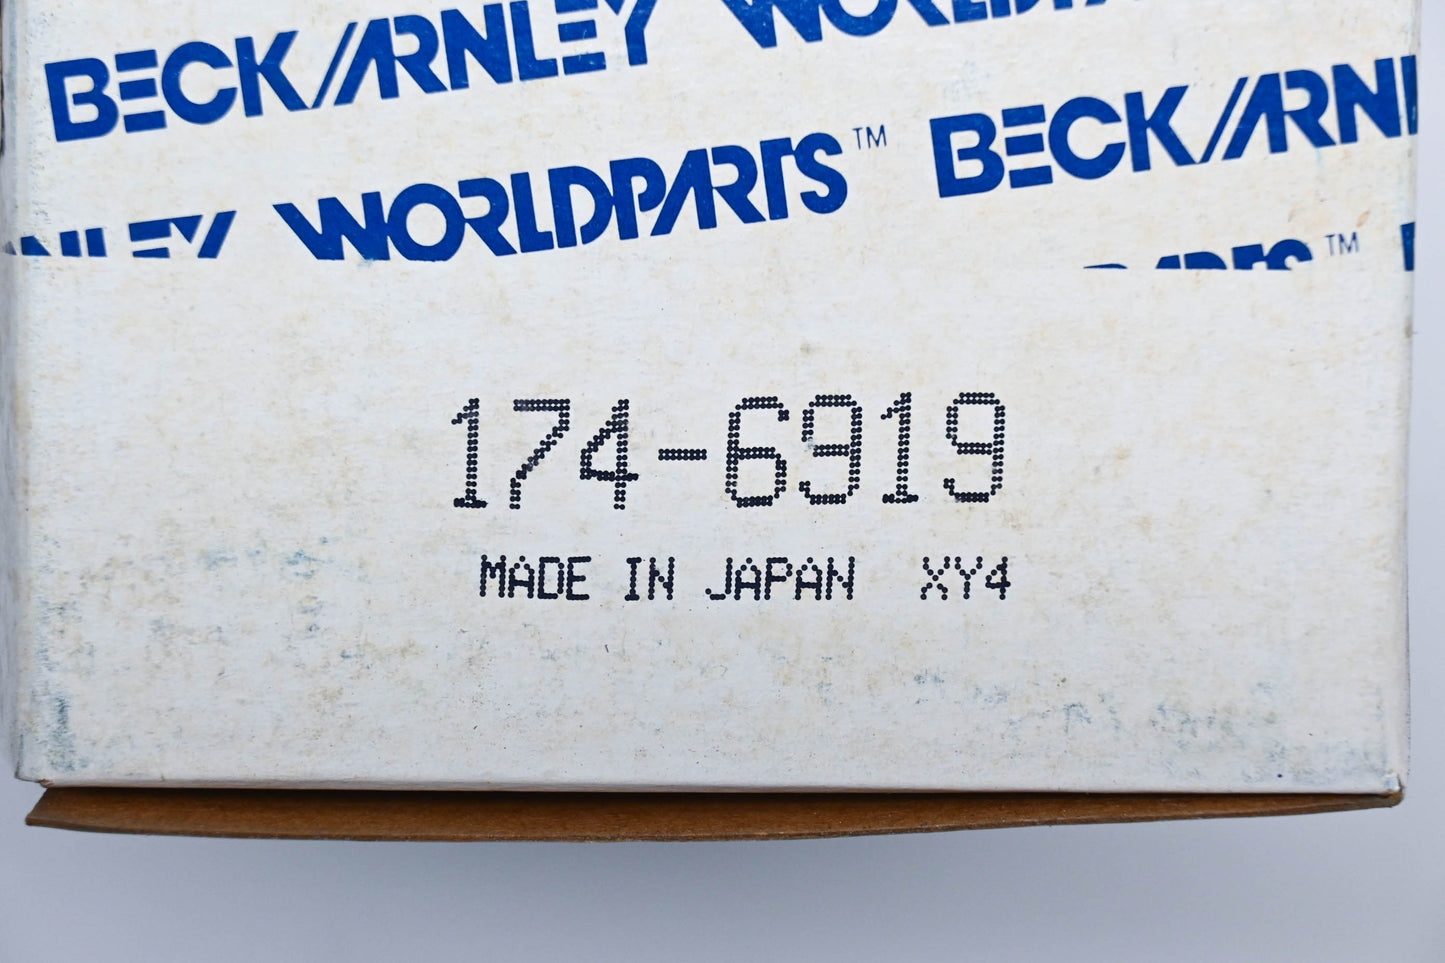 BECK/ARNLEY WORLDPARTS
WORLDPARTS™ BECK/ARNLEY
174-6919
MADE IN JAPAN XY4